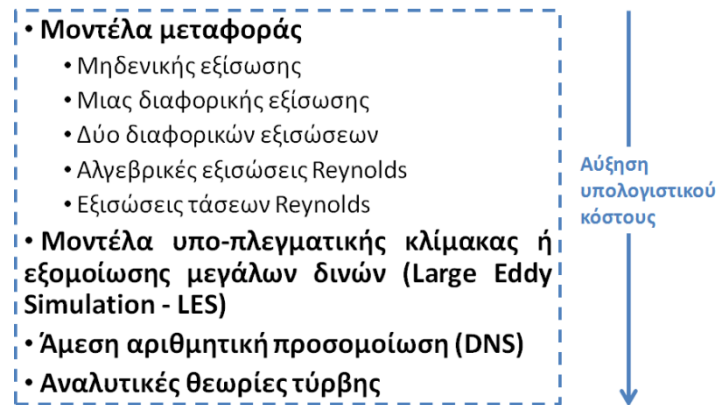 • Μοντέλα μεταφοράς
• Μηδενικής εξίσωσης
• Μιας διαφορικής εξίσωσης
• Δύο διαφορικών εξισώσεων
• Αλγεβρικές εξισώσεις Reynolds
• Εξισώσεις τάσεων Reynolds
• Μοντέλα υπο-πλεγματικής κλίμακας ή
εξομοίωσης μεγάλων δινών (Large Eddy
Simulation - LES)
• Άμεση αριθμητική προσομοίωση (DNS)
• Αναλυτικές θεωρίες τύρβης
Αύξηση
υπολογιστικού
κόστους